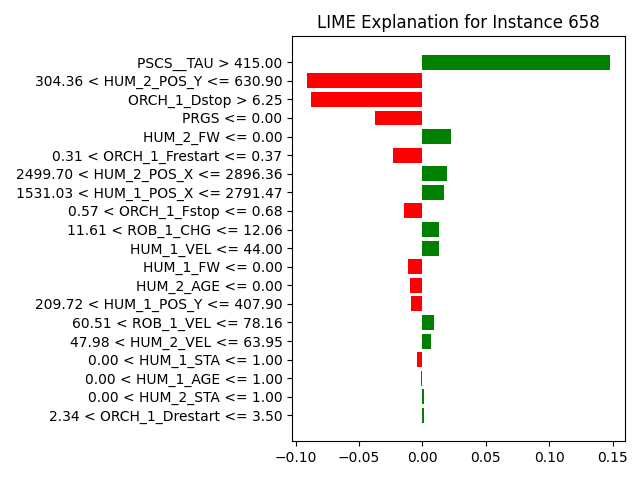 LIME Explanation for Instance 658
PSCS__TAU > 415.00
304.36 < HUM_2_POS_Y <= 630.90
ORCH_1_Dstop > 6.25
PRGS <= 0.00
HUM_2_FW <= 0.00
0.31 < ORCH_1_Frestart <= 0.37
2499.70 < HUM_2_POS_X <= 2896.36
1531.03 < HUM_1_POS_X <= 2791.47
0.57 < ORCH_1_Fstop <= 0.68
11.61 < ROB_1_CHG <= 12.06
HUM_1_VEL <= 44.00
HUM_1_FW <= 0.00
HUM_2_AGE <= 0.00
209.72 < HUM_1_POS_Y <= 407.90
60.51 < ROB_1_VEL <= 78.16
47.98 < HUM_2_VEL <= 63.95
0.00 < HUM_1_STA <= 1.00
0.00 < HUM_1_AGE <= 1.00
0.00 < HUM_2_STA <= 1.00
2.34 < ORCH_1_Drestart <= 3.50
−0.10 −0.05 0.00 0.05 0.10 0.15